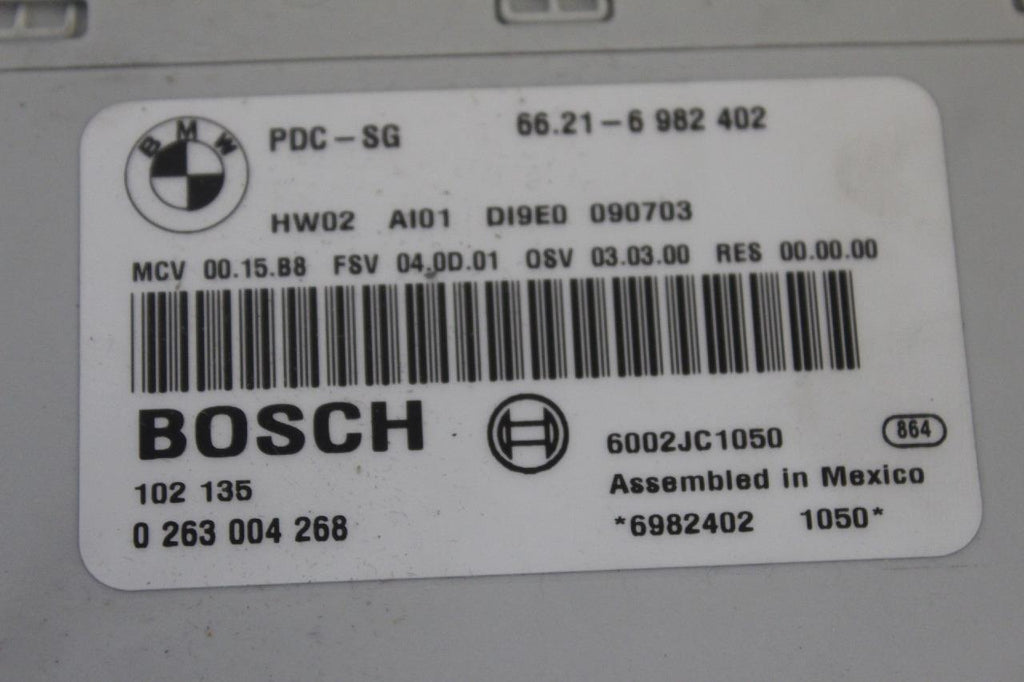 BMW
PDC-SG 66.21-6 982 402
HW02 AI01 DI9E0 090703
MCV 00.15.B8 FSV 04.0D.01 OSV 03.03.00 RES 00.00.00
BOSCH 6002JC1050 864
102 135 Assembled in Mexico
0 263 004 268 *6982402 1050*